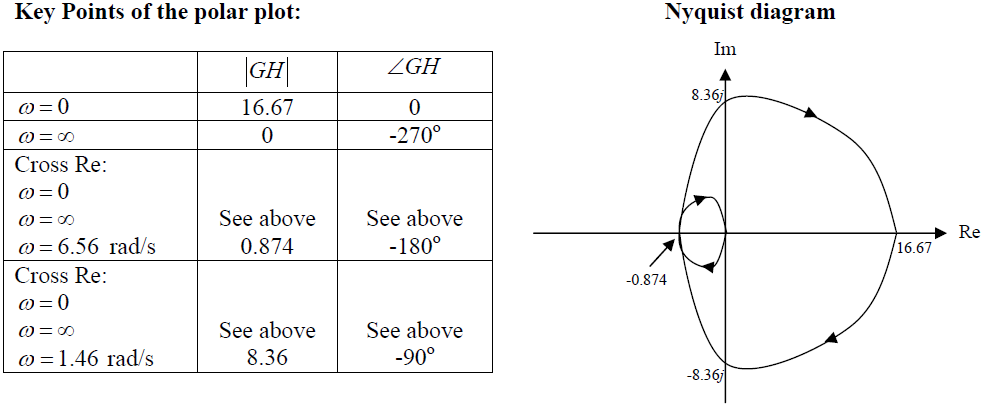 Key Points of the polar plot:
|GH| ∠GH
ω = 0 16.67 0
ω = ∞ 0 -270°
Cross Re:
ω = 0
ω = ∞ See above See above
ω = 6.56 rad/s 0.874 -180°
Cross Re:
ω = 0
ω = ∞ See above See above
ω = 1.46 rad/s 8.36 -90°
Nyquist diagram
Im
8.36j
Re
16.67
-0.874
-8.36j